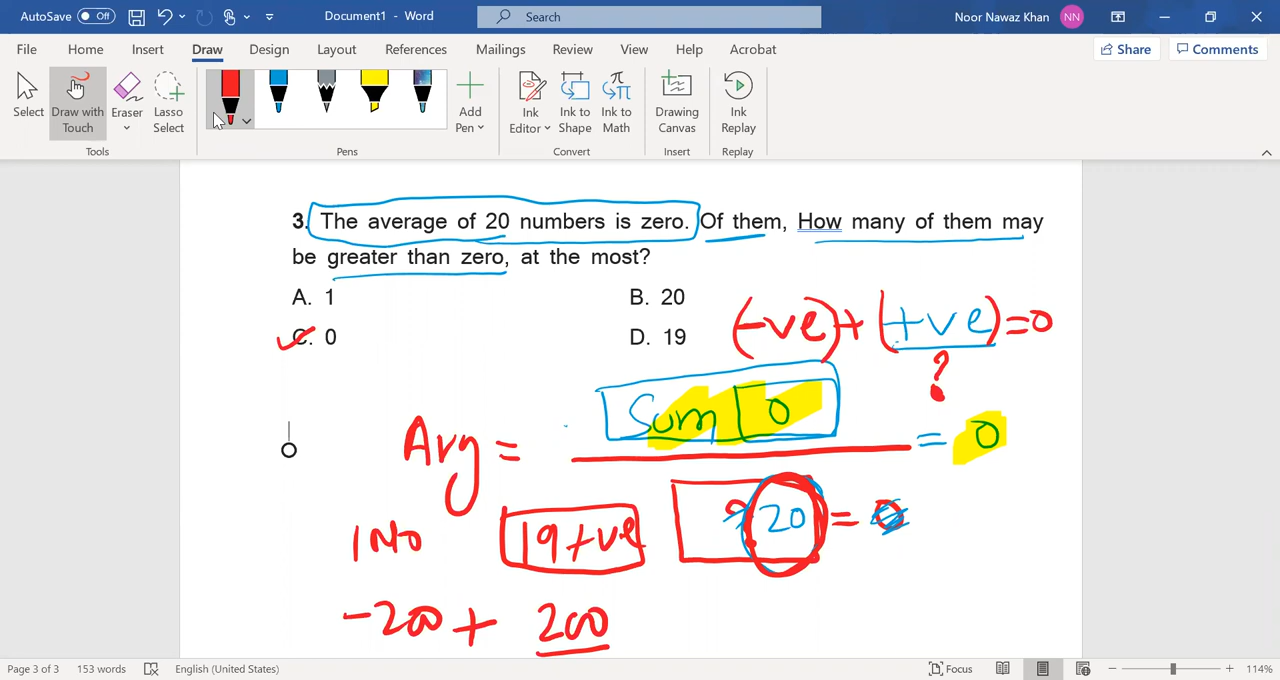 AutoSave Off Document1 - Word Search Noor Nawaz Khan NN
File Home Insert Draw Design Layout References Mailings Review View Help Acrobat Share Comments
Select Draw with Touch Eraser Lasso Select Add Pen Ink Editor Ink to Shape Ink to Math Drawing Canvas Ink Replay
Tools Pens Convert Insert Replay
3. The average of 20 numbers is zero. Of them, How many of them may
be greater than zero, at the most?
A. 1 B. 20
C. 0 D. 19
(-ve) + (+ve) = 0
?
Sum 0
Avg = = 0
20 = 0
1 No 19 +ve
-200 + 200
Page 3 of 3 153 words English (United States) Focus 114%